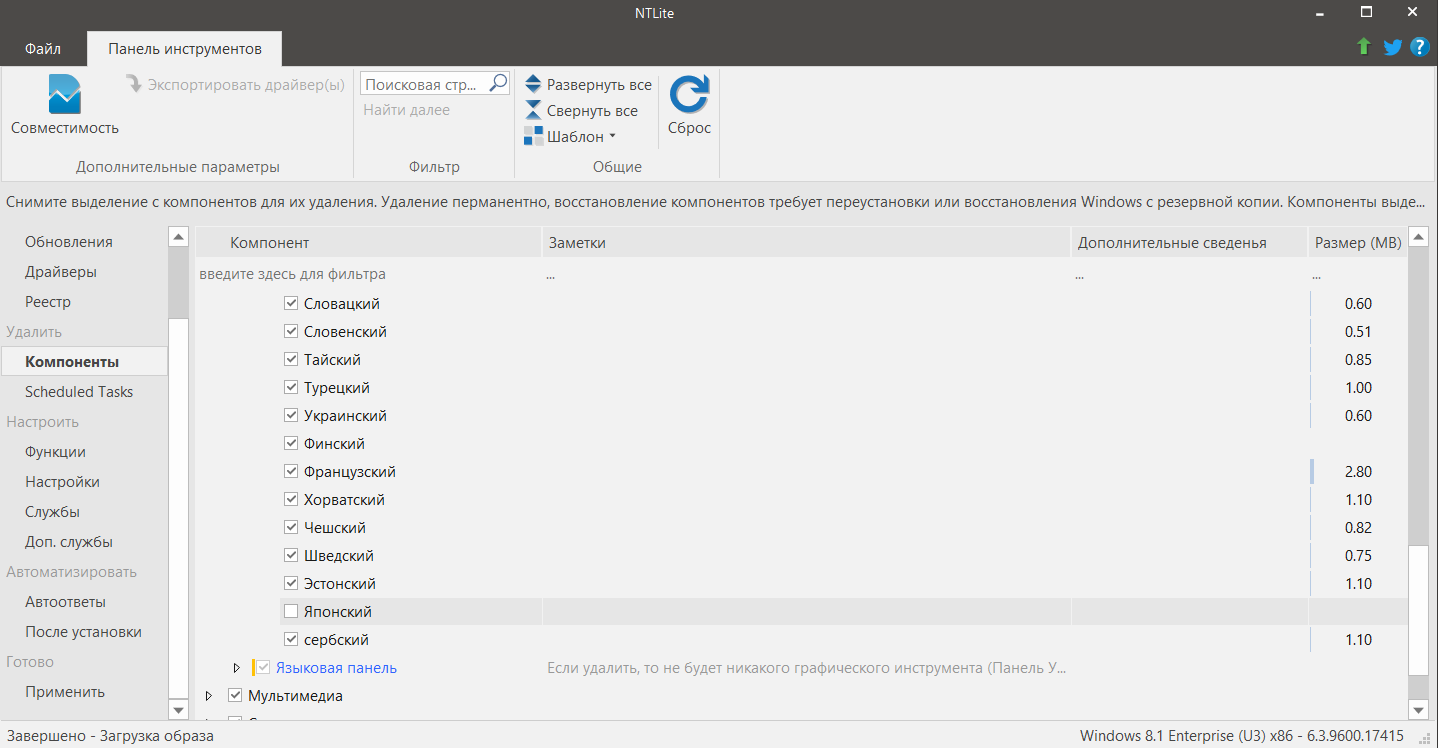 NTLite
Файл Панель инструментов
Совместимость
Экспортировать драйвер(ы)
Дополнительные параметры
Поисковая стр...
Найти далее
Фильтр
Развернуть все
Свернуть все
Шаблон
Общие
Сброс
Снимите выделение с компонентов для их удаления. Удаление перманентно, восстановление компонентов требует переустановки или восстановления Windows с резервной копии. Компоненты выде...
Обновления
Драйверы
Реестр
Удалить
Компоненты
Scheduled Tasks
Настроить
Функции
Настройки
Службы
Доп. службы
Автоматизировать
Автоответы
После установки
Готово
Применить
Компонент Заметки Дополнительные сведенья Размер (МВ)
введите здесь для фильтра ... ... ...
Словацкий 0.60
Словенский 0.51
Тайский 0.85
Турецкий 1.00
Украинский 0.60
Финский
Французский 2.80
Хорватский 1.10
Чешский 0.82
Шведский 0.75
Эстонский 1.10
Японский
сербский 1.10
Языковая панель Если удалить, то не будет никакого графического инструмента (Панель У...
Мультимедиа
Завершено - Загрузка образа Windows 8.1 Enterprise (U3) x86 - 6.3.9600.17415